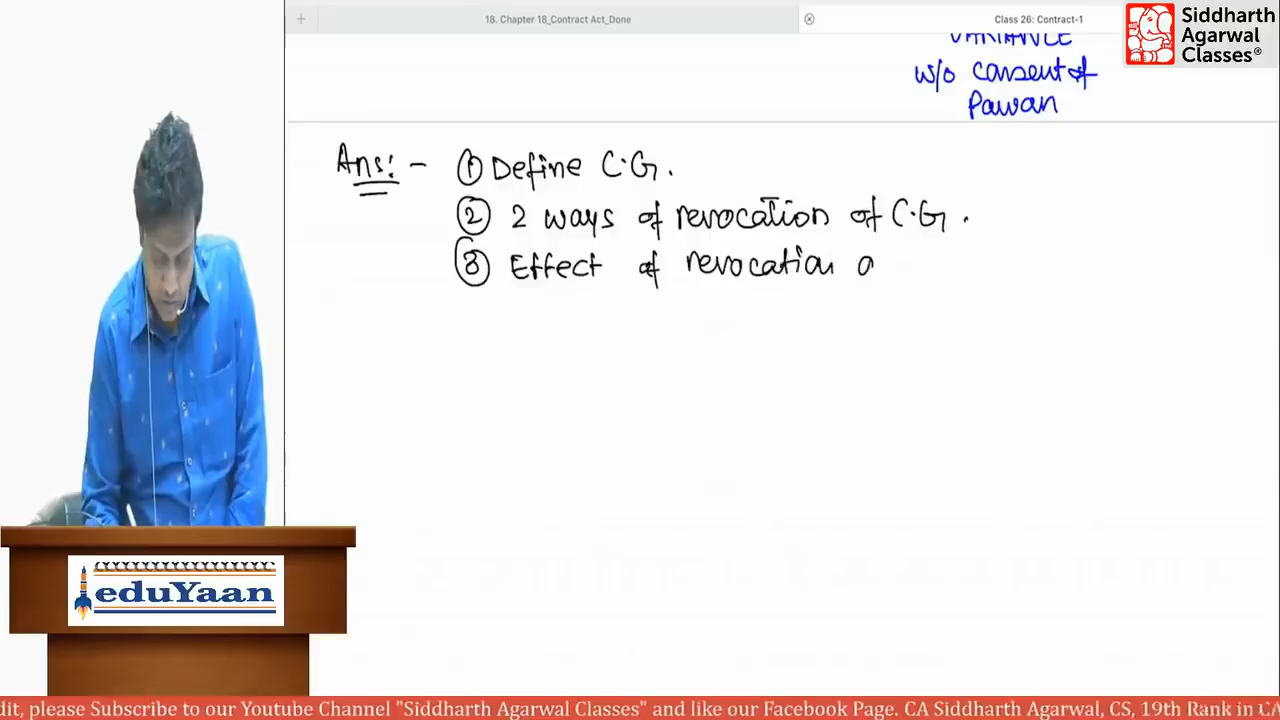 18. Chapter 18_Contract Act_Done
Class 26: Contract-1
Siddharth
Agarwal
Classes®
VARIANCE
w/o consent of
Pawan
Ans:- ① Define C.G.
② 2 ways of revocation of C.G.
③ Effect of revocation o
eduYaan
dit, please Subscribe to our Youtube Channel "Siddharth Agarwal Classes" and like our Facebook Page. CA Siddharth Agarwal, CS, 19th Rank in CA